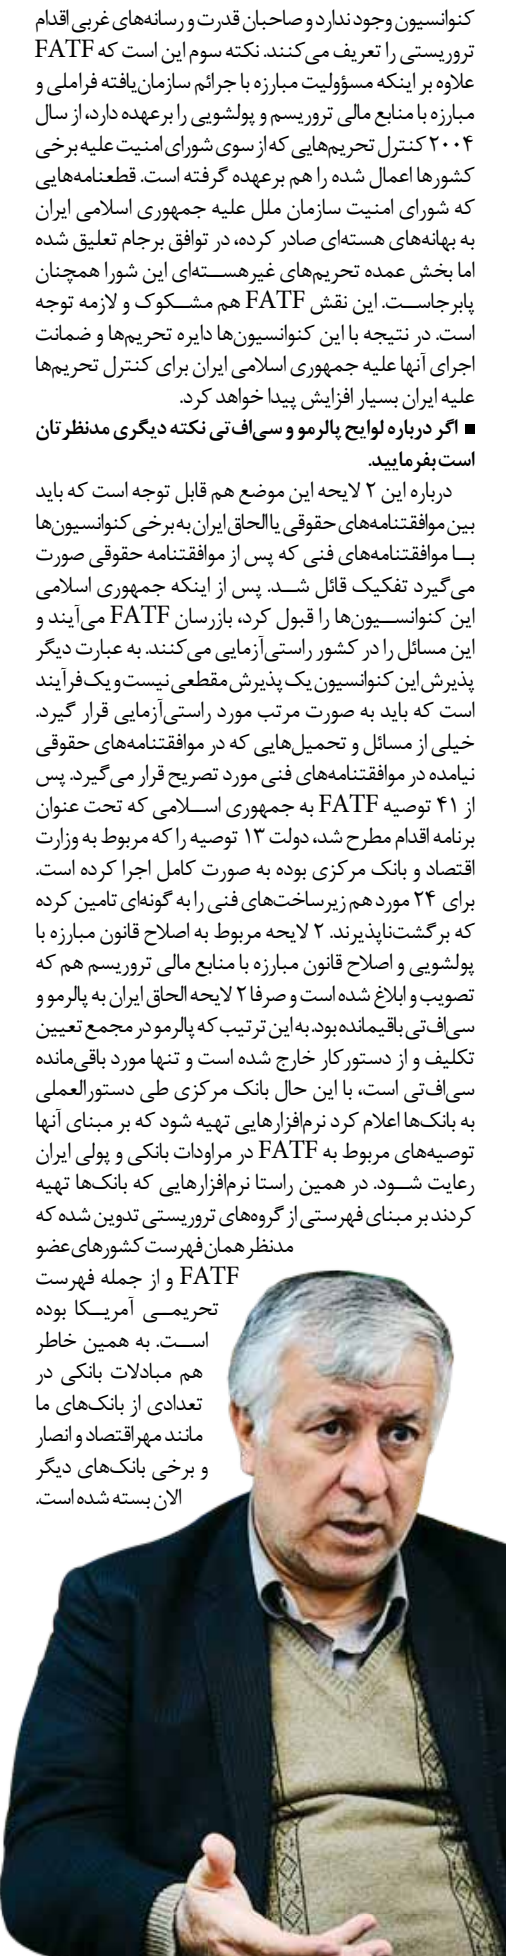 کنوانسیون وجود ندارد و صاحبان قدرت و رسانه‌های غربی اقدام
تروریستی را تعریف می‌کنند. نکته سوم این است که FATF
علاوه بر اینکه مسؤولیت مبارزه با جرائم سازمان‌یافته فراملی و
مبارزه با منابع مالی تروریسم و پولشویی را برعهده دارد، از سال
۲۰۰۴ کنترل تحریم‌هایی که از سوی شورای امنیت علیه برخی
کشورها اعمال شده را هم برعهده گرفته است. قطعنامه‌هایی
که شورای امنیت سازمان ملل علیه جمهوری اسلامی ایران
به بهانه‌های هسته‌ای صادر کرده، در توافق برجام تعلیق شده
اما بخش عمده تحریم‌های غیرهسـته‌ای این شورا همچنان
پابرجاسـت. این نقش FATF هم مشـکوک و لازمه توجه
است. در نتیجه با این کنوانسیون‌ها دایره تحریم‌ها و ضمانت
اجرای آنها علیه جمهوری اسلامی ایران برای کنترل تحریم‌ها
علیه ایران بسیار افزایش پیدا خواهد کرد.
■ اگر درباره لوایح پالرمو و سی‌اف‌تی نکته دیگری مدنظرتان
است بفرمایید.
درباره این ۲ لایحه این موضع هم قابل توجه است که باید
بین موافقتنامه‌های حقوقی یا الحاق ایران به برخی کنوانسیون‌ها
بـا موافقتنامه‌های فنی که پس از موافقتنامه حقوقی صورت
می‌گیرد تفکیک قائل شـد. پس از اینکه جمهوری اسلامی
این کنوانسـیون‌ها را قبول کرد، بازرسان FATF می‌آیند و
این مسائل را در کشور راستی‌آزمایی می‌کنند. به عبارت دیگر
پذیرش این کنوانسیون یک پذیرش مقطعی نیست و یک فرآیند
است که باید به صورت مرتب مورد راستی‌آزمایی قرار گیرد.
خیلی از مسائل و تحمیل‌هایی که در موافقتنامه‌های حقوقی
نیامده در موافقتنامه‌های فنی مورد تصریح قرار می‌گیرد. پس
از ۴۱ توصیه FATF به جمهوری اسـلامی که تحت عنوان
برنامه اقدام مطرح شد، دولت ۱۳ توصیه را که مربوط به وزارت
اقتصاد و بانک مرکزی بوده به صورت کامل اجرا کرده است.
برای ۲۴ مورد هم زیرساخت‌های فنی را به گونه‌ای تامین کرده
که برگشت‌ناپذیرند. ۲ لایحه مربوط به اصلاح قانون مبارزه با
پولشویی و اصلاح قانون مبارزه با منابع مالی تروریسم هم که
تصویب و ابلاغ شده است و صرفا ۲ لایحه الحاق ایران به پالرمو و
سی‌اف‌تی باقیمانده بود. به این ترتیب که پالرمو در مجمع تعیین
تکلیف و از دستور کار خارج شده است و تنها مورد باقی‌مانده
سی‌اف‌تی است، با این حال بانک مرکزی طی دستورالعملی
به بانک‌ها اعلام کرد نرم‌افزارهایی تهیه شود که بر مبنای آنها
توصیه‌های مربوط به FATF در مراودات بانکی و پولی ایران
رعایت شـود. در همین راستا نرم‌افزارهایی که بانک‌ها تهیه
کردند بر مبنای فهرستی از گروه‌های تروریستی تدوین شده که
مدنظر همان فهرست کشورهای عضو
FATF و از جمله فهرست
تحریمـی آمریـکا بوده
اسـت. به همین خاطر
هم مبادلات بانکی در
تعدادی از بانک‌های ما
مانند مهر اقتصاد و انصار
و برخی بانک‌های دیگر
الان بسته شده است.